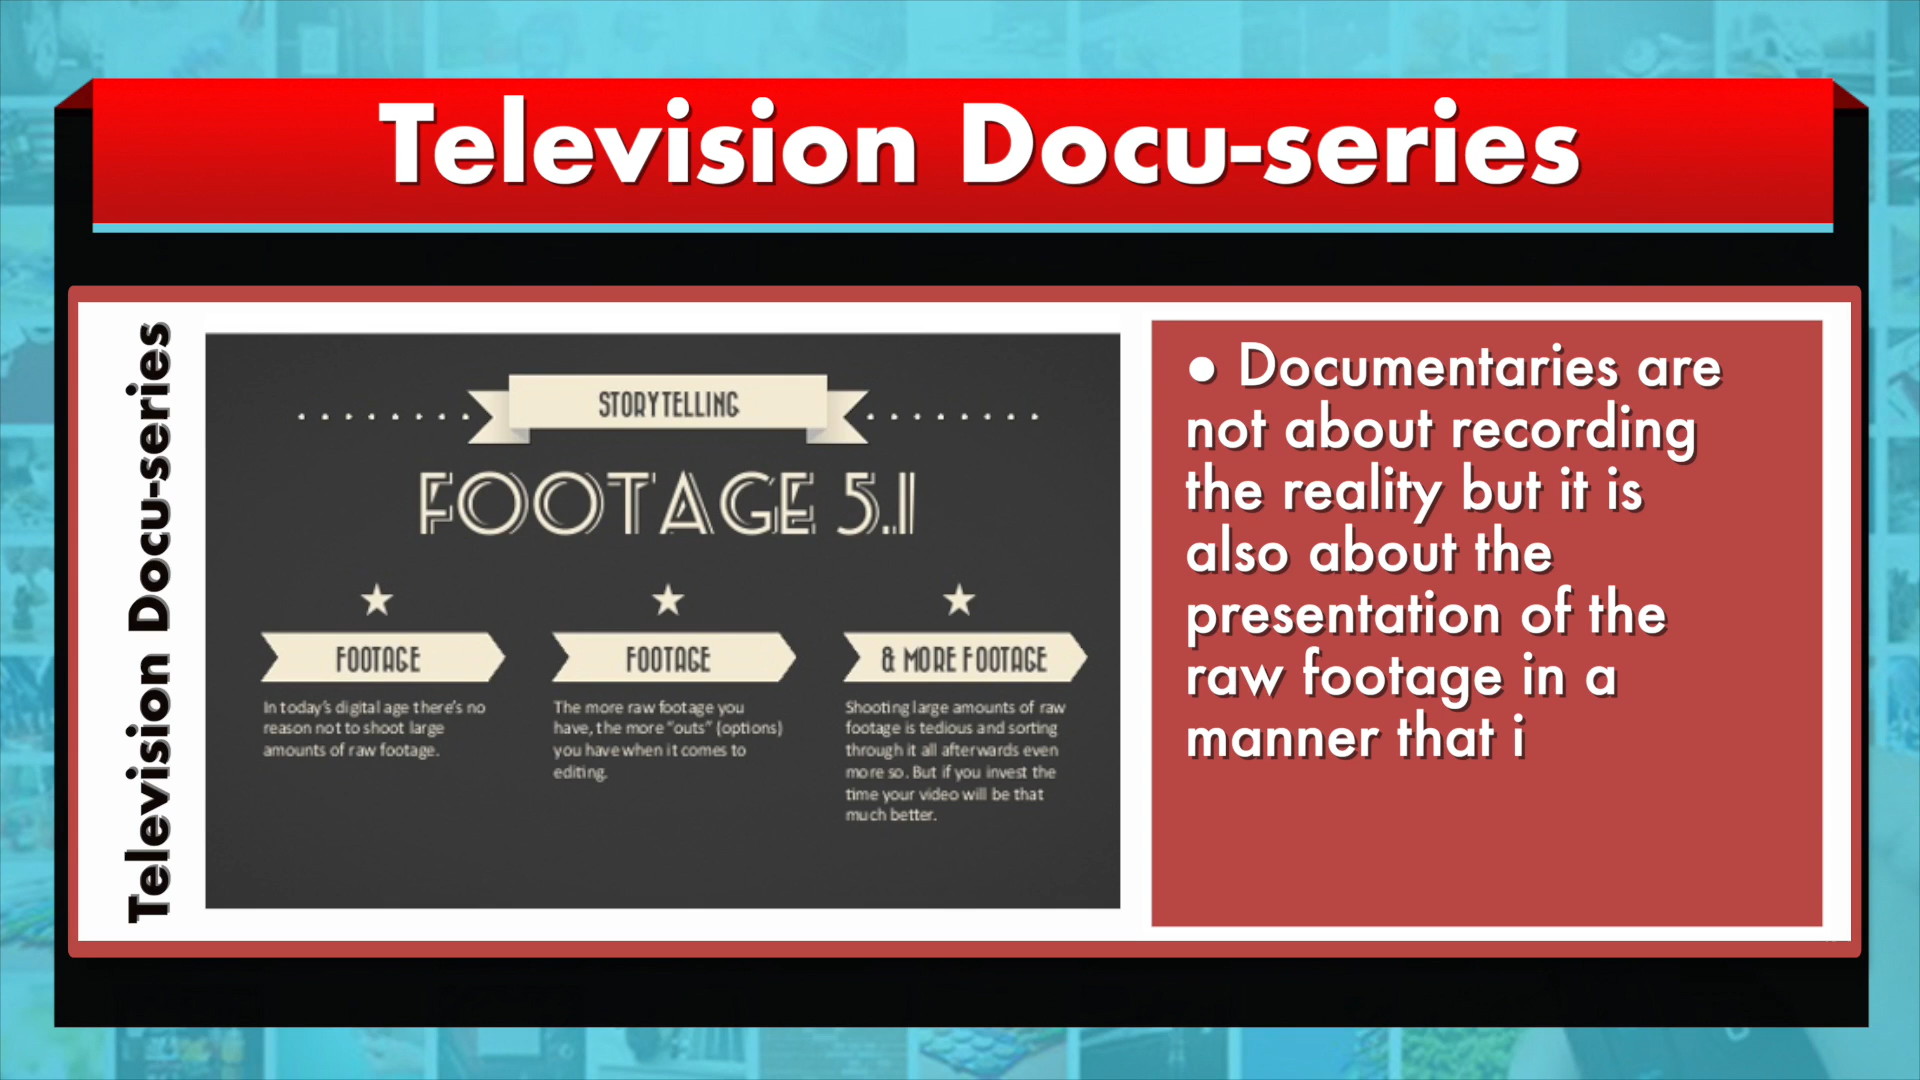 Television Docu-series
Television Docu-series
STORYTELLING
FOOTAGE 5.1
FOOTAGE
In today's digital age there's no
reason not to shoot large
amounts of raw footage.
FOOTAGE
The more raw footage you
have, the more "outs" (options)
you have when it comes to
editing.
& MORE FOOTAGE
Shooting large amounts of raw
footage is tedious and sorting
through it all afterwards even
more so. But if you invest the
time your video will be that
much better.
● Documentaries are
not about recording
the reality but it is
also about the
presentation of the
raw footage in a
manner that i